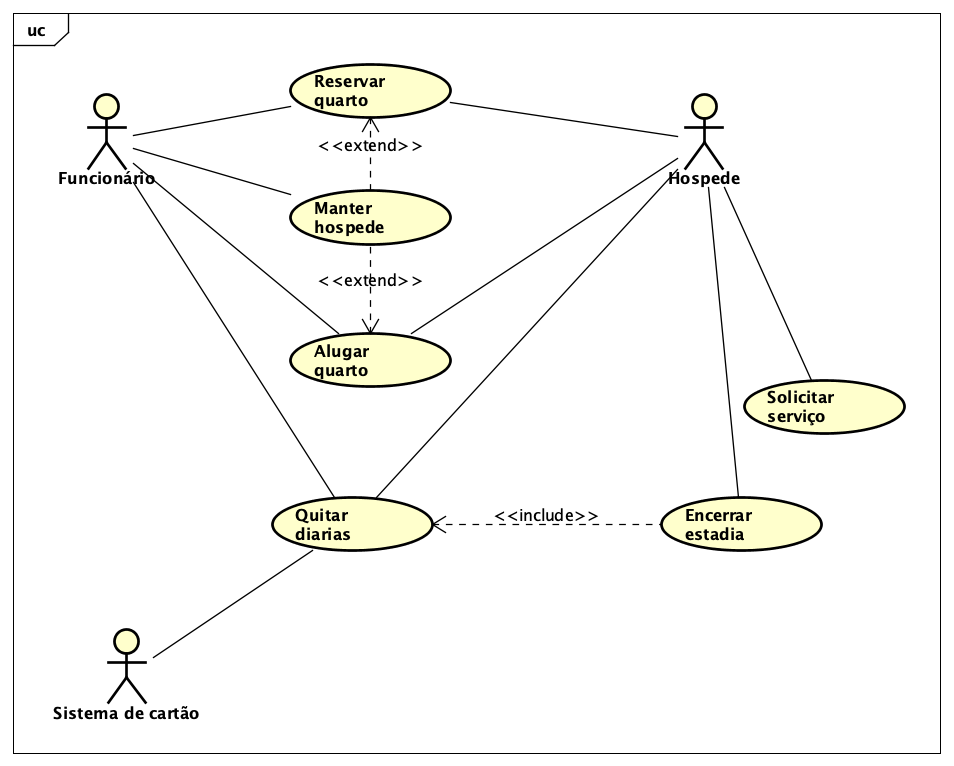 uc
Reservar
quarto
<<extend>>
Funcionário
Hospede
Manter
hospede
<<extend>>
Alugar
quarto
Solicitar
serviço
Quitar
diarias
<<include>>
Encerrar
estadia
Sistema de cartão